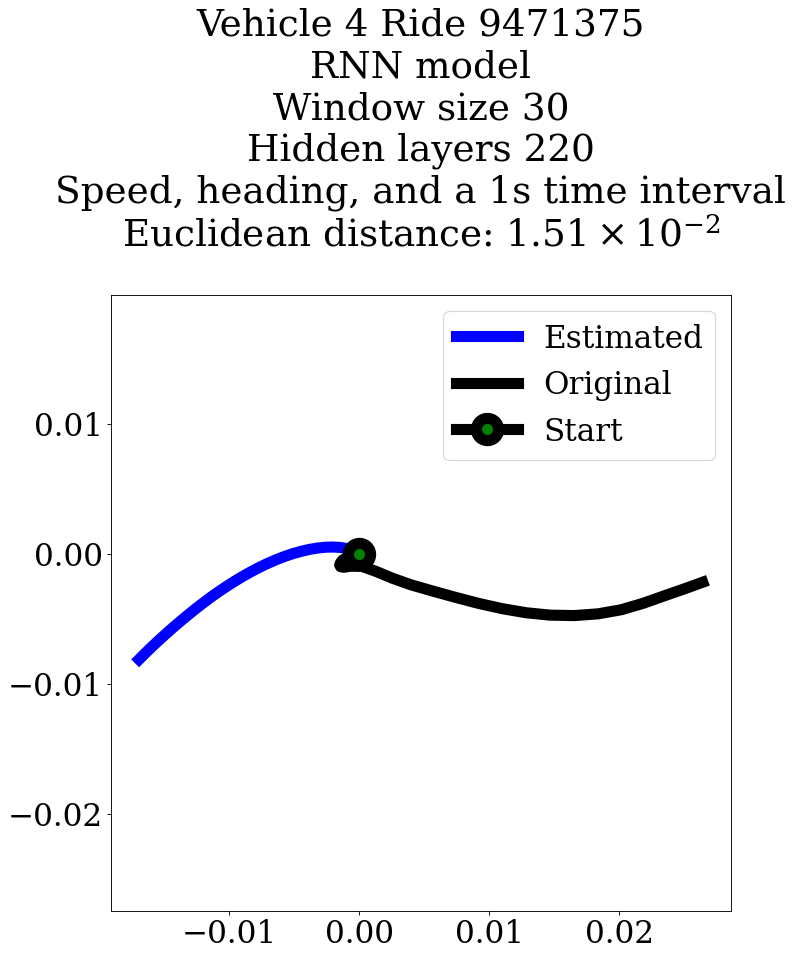 Vehicle 4 Ride 9471375
RNN model
Window size 30
Hidden layers 220
Speed, heading, and a 1s time interval
Euclidean distance: 1.51 × 10⁻²
Estimated
Original
Start
0.01
0.00
−0.01
−0.02
−0.01 0.00 0.01 0.02